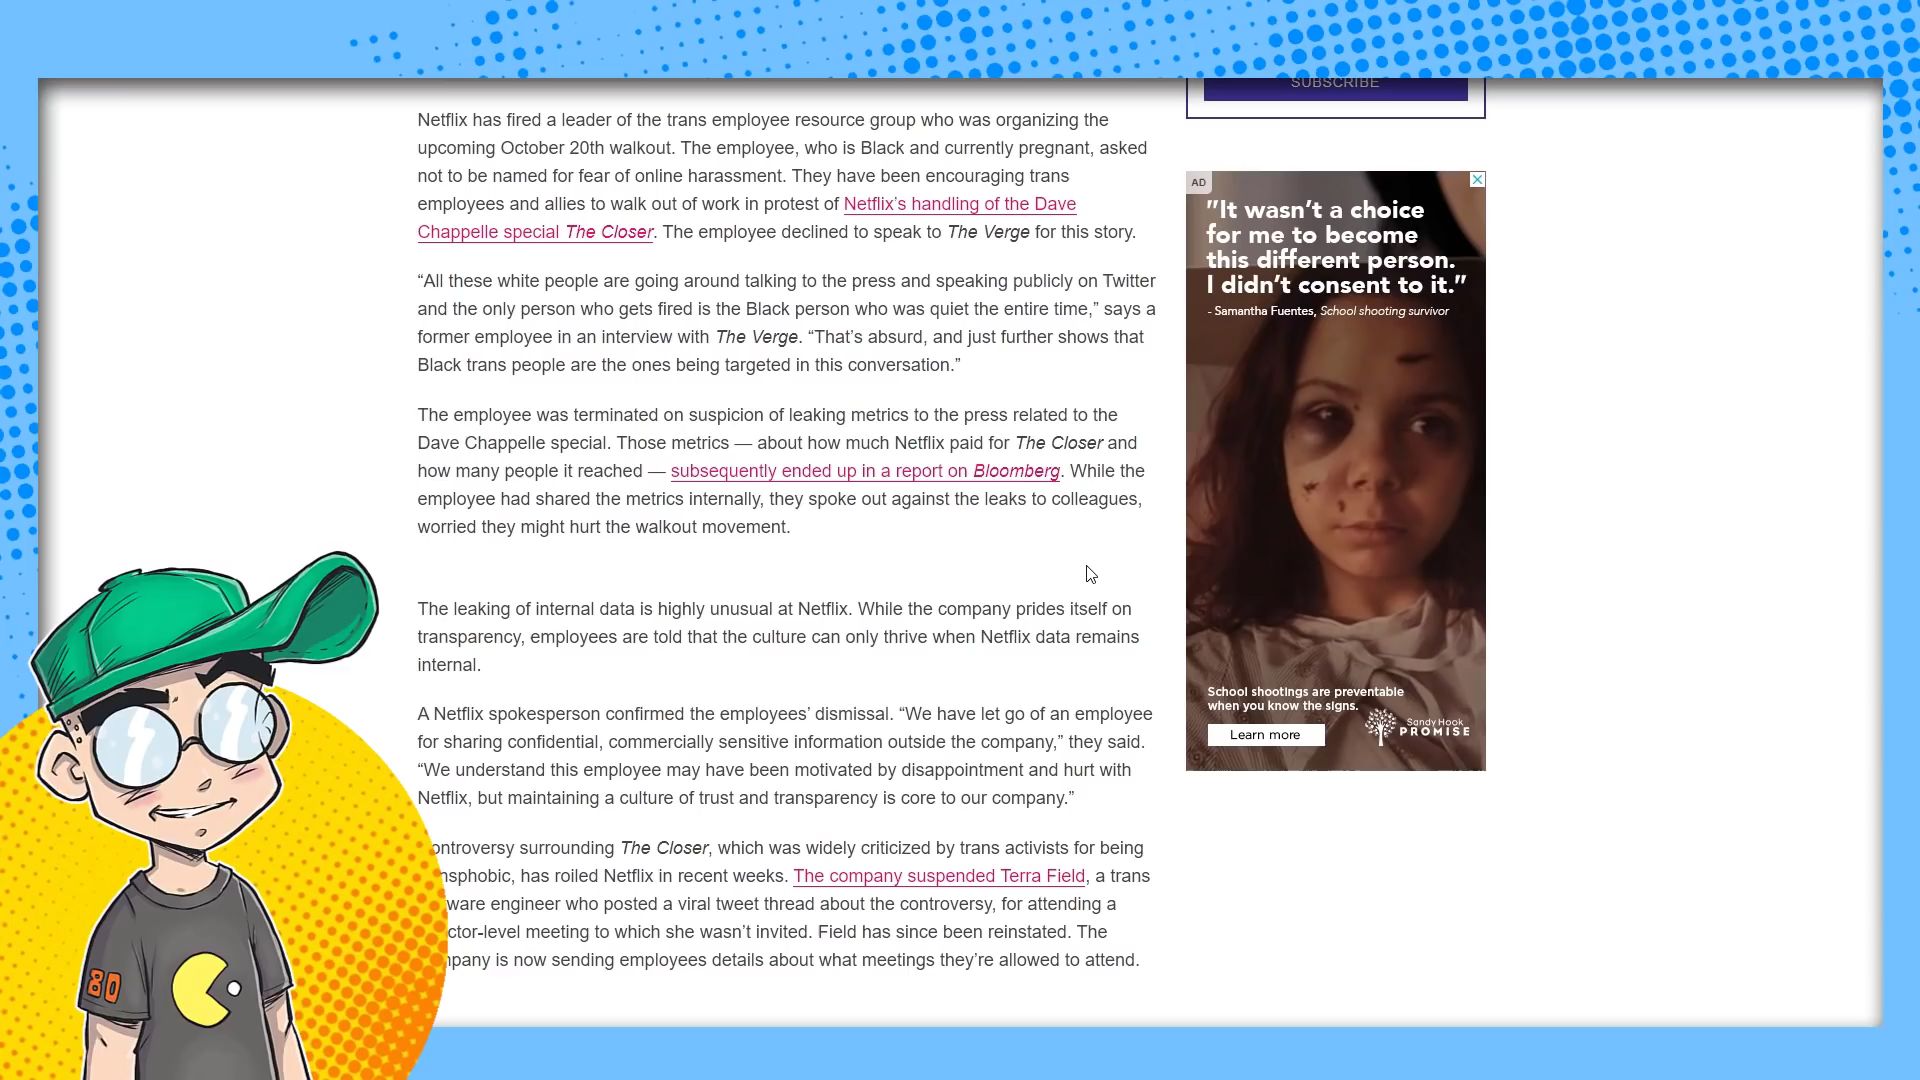 SUBSCRIBE
Netflix has fired a leader of the trans employee resource group who was organizing the
upcoming October 20th walkout. The employee, who is Black and currently pregnant, asked
not to be named for fear of online harassment. They have been encouraging trans
employees and allies to walk out of work in protest of Netflix's handling of the Dave
Chappelle special The Closer. The employee declined to speak to The Verge for this story.
“All these white people are going around talking to the press and speaking publicly on Twitter
and the only person who gets fired is the Black person who was quiet the entire time,” says a
former employee in an interview with The Verge. “That’s absurd, and just further shows that
Black trans people are the ones being targeted in this conversation.”
The employee was terminated on suspicion of leaking metrics to the press related to the
Dave Chappelle special. Those metrics — about how much Netflix paid for The Closer and
how many people it reached — subsequently ended up in a report on Bloomberg. While the
employee had shared the metrics internally, they spoke out against the leaks to colleagues,
worried they might hurt the walkout movement.
The leaking of internal data is highly unusual at Netflix. While the company prides itself on
transparency, employees are told that the culture can only thrive when Netflix data remains
internal.
A Netflix spokesperson confirmed the employees’ dismissal. “We have let go of an employee
for sharing confidential, commercially sensitive information outside the company,” they said.
“We understand this employee may have been motivated by disappointment and hurt with
Netflix, but maintaining a culture of trust and transparency is core to our company.”
ontroversy surrounding The Closer, which was widely criticized by trans activists for being
nsphobic, has roiled Netflix in recent weeks. The company suspended Terra Field, a trans
ware engineer who posted a viral tweet thread about the controversy, for attending a
ctor-level meeting to which she wasn’t invited. Field has since been reinstated. The
pany is now sending employees details about what meetings they’re allowed to attend.
AD
"It wasn’t a choice
for me to become
this different person.
I didn’t consent to it."
- Samantha Fuentes, School shooting survivor
School shootings are preventable
when you know the signs.
Learn more
Sandy Hook
PROMISE
80